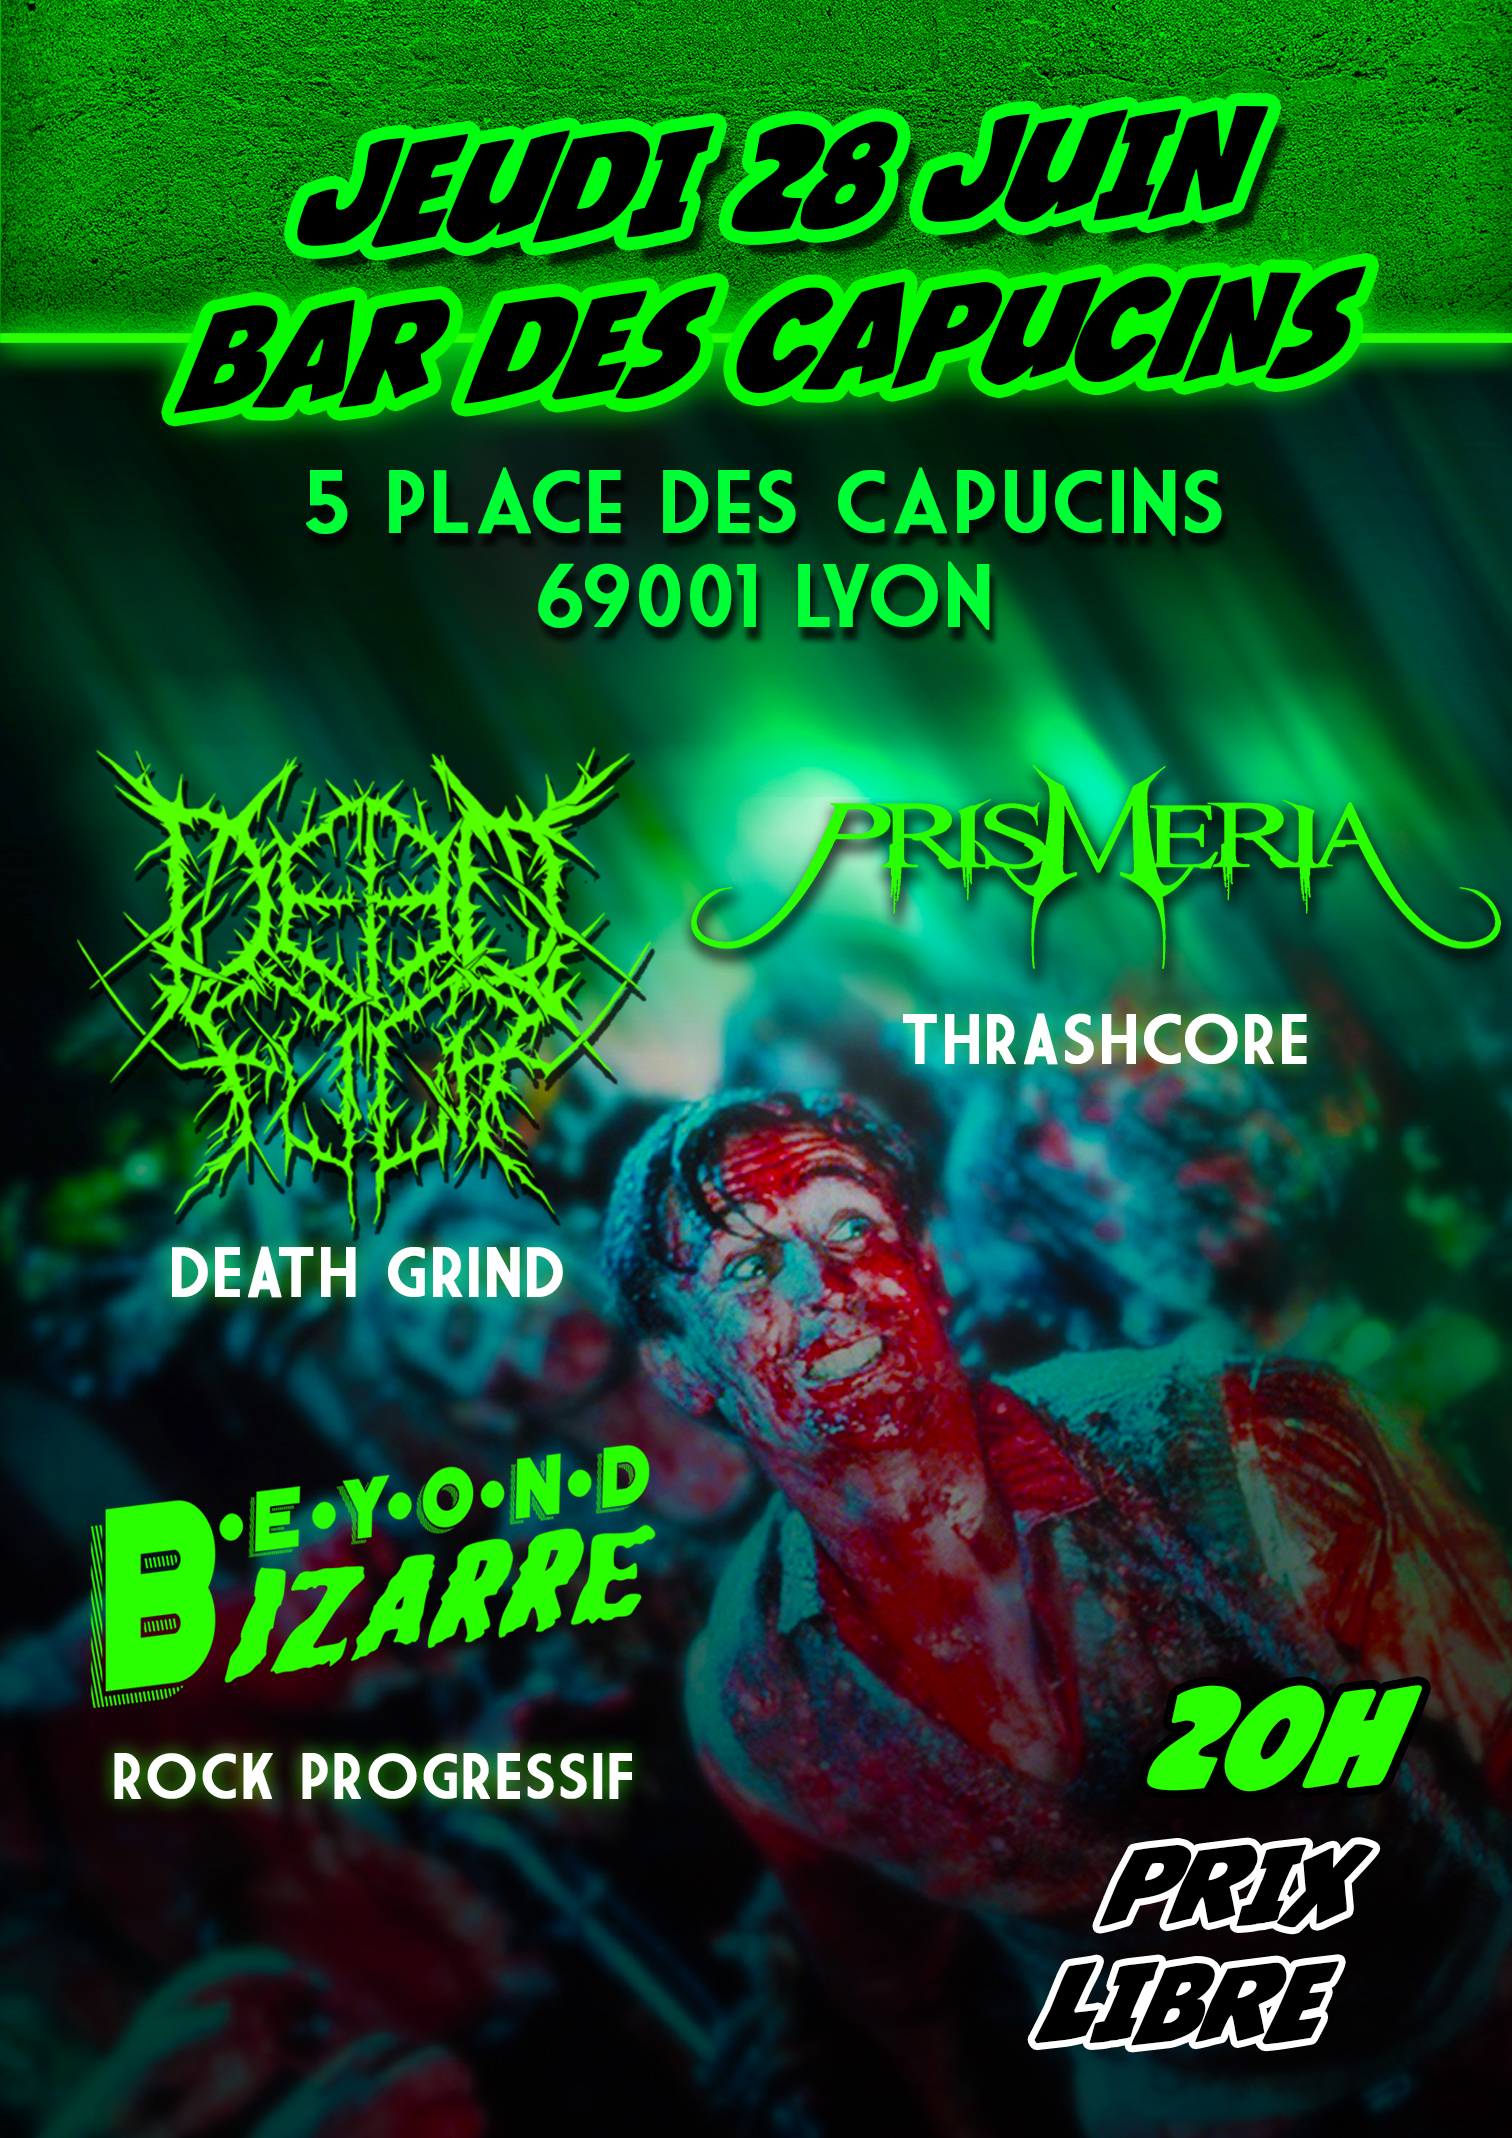 JEUDI 28 JUIN
BAR DES CAPUCINS
5 PLACE DES CAPUCINS
69001 LYON
PRISMERIA
THRASHCORE
DEATH GRIND
B•E•Y•O•N•D
BIZARRE
ROCK PROGRESSIF
20H
PRIX
LIBRE